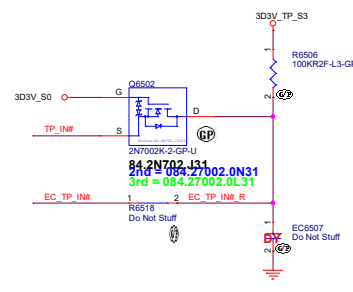 3D3V_TP_S3
1
R6506
100KR2F-L3-GP
2
G/P
Q6502
3D3V_S0
G
D
TP_IN#
S
GP
2N7002K-2-GP-U
84.2N702.J31
2nd = 084.27002.0N31
3rd = 084.27002.0L31
EC_TP_IN#
1
2
EC_TP_IN#_R
R6518
Do Not Stuff
1
EC6507
Do Not Stuff
DY
2
G/P